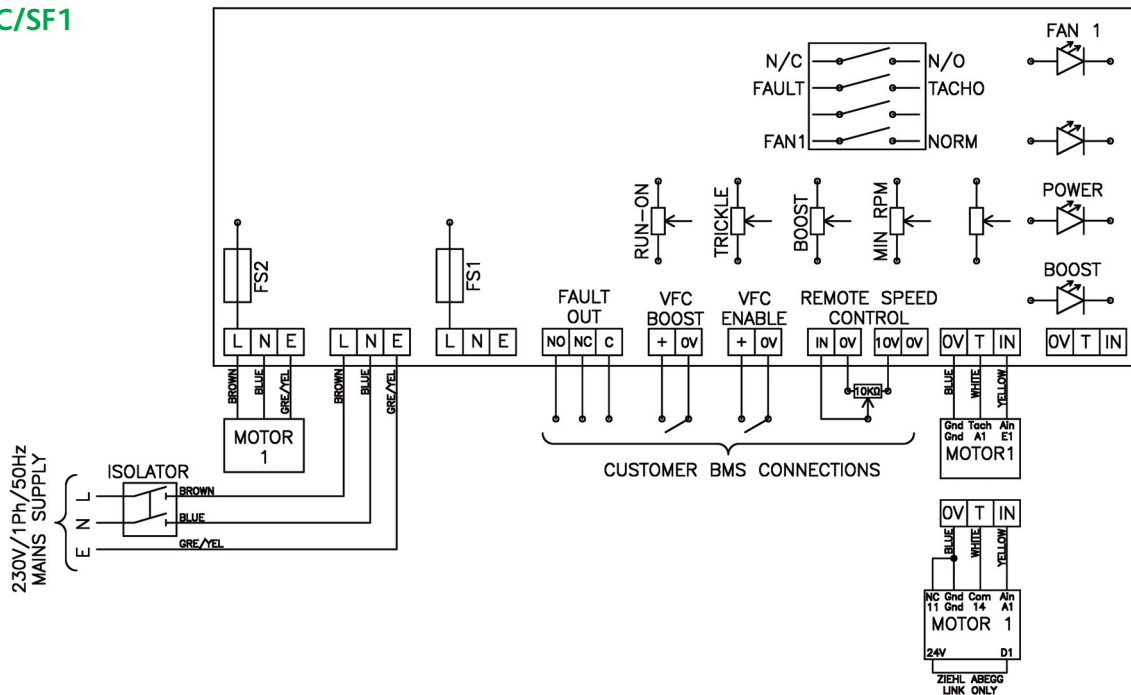 C/SF1
FAN 1
N/C N/O
FAULT TACHO
FAN1 NORM
RUN-ON
TRICKLE
BOOST
MIN RPM
POWER
BOOST
FS2
FS1
FAULT OUT
VFC BOOST
VFC ENABLE
REMOTE SPEED CONTROL
L N E
L N E
L N E
NO NC C
+ 0V
+ 0V
IN 0V
10V 0V
0V T IN
0V T IN
BROWN
BLUE
GRE/YEL
BROWN
BLUE
GRE/YEL
10KΩ
BLUE
WHITE
YELLOW
MOTOR
1
Gnd Tach Ain
Gnd A1 E1
MOTOR1
CUSTOMER BMS CONNECTIONS
230V/1Ph/50Hz
MAINS SUPPLY
ISOLATOR
L
N
E
BROWN
BLUE
GRE/YEL
0V T IN
BLUE
WHITE
YELLOW
NC Gnd Com Ain
11 Gnd 14 A1
MOTOR 1
24V D1
ZIEHL ABEGG
LINK ONLY